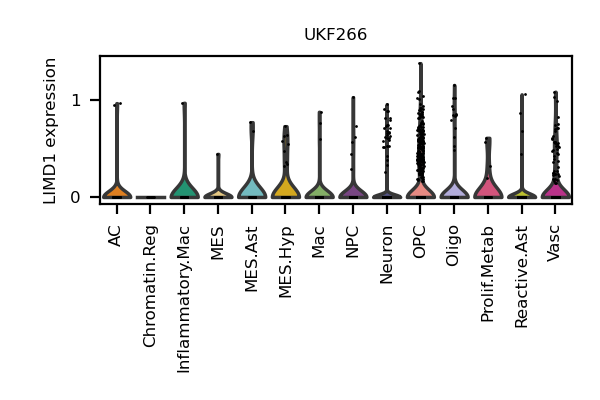 UKF266
LIMD1 expression
1
0
AC
Chromatin.Reg
Inflammatory.Mac
MES
MES.Ast
MES.Hyp
Mac
NPC
Neuron
OPC
Oligo
Prolif.Metab
Reactive.Ast
Vasc